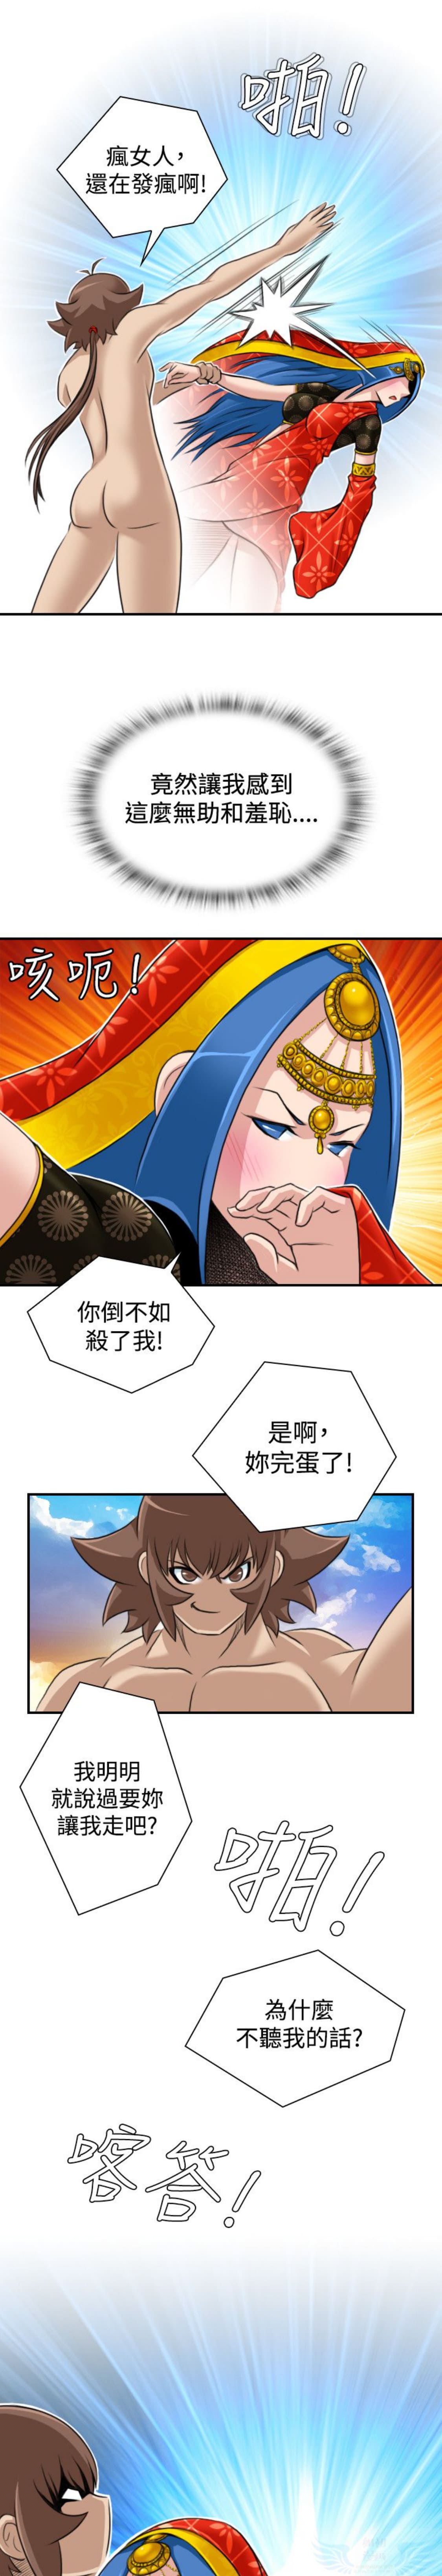 啪!
瘋女人,
還在發瘋啊!
竟然讓我感到
這麼無助和羞恥....
咳呃!
你倒不如
殺了我!
是啊,
妳完蛋了!
我明明
就說過要妳
讓我走吧?
啪!
為什麼
不聽我的話?
喀答!